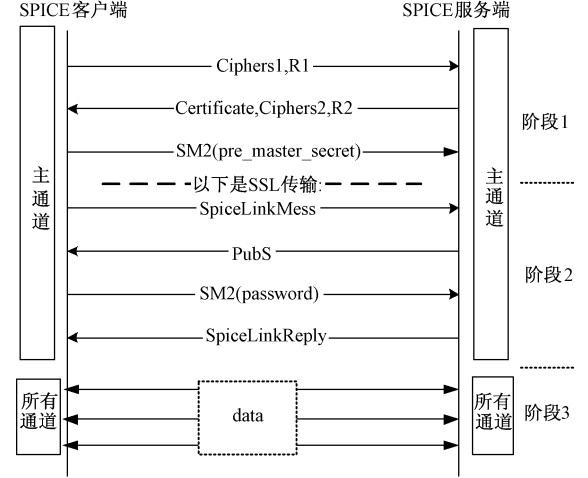 SPICE客户端
SPICE服务端
Ciphers1,R1
Certificate,Ciphers2,R2
阶段1
SM2(pre_master_secret)
以下是SSL传输:
主通道
主通道
SpiceLinkMess
PubS
阶段2
SM2(password)
SpiceLinkReply
所有
通道
data
所有
通道
阶段3